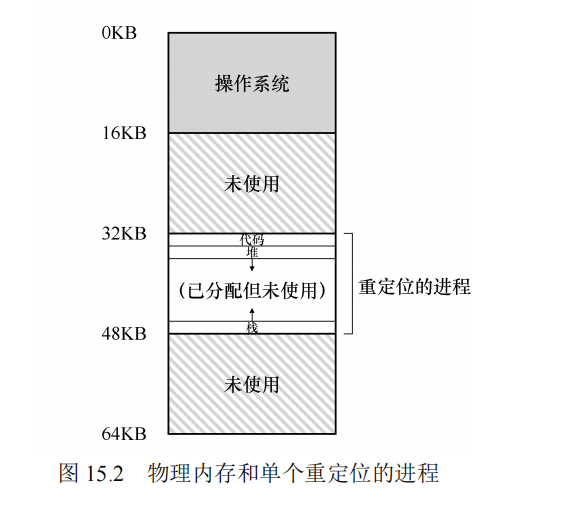 0KB
操作系统
16KB
未使用
32KB
代码
堆
(已分配但未使用)
重定位的进程
栈
48KB
未使用
64KB
图 15.2 物理内存和单个重定位的进程